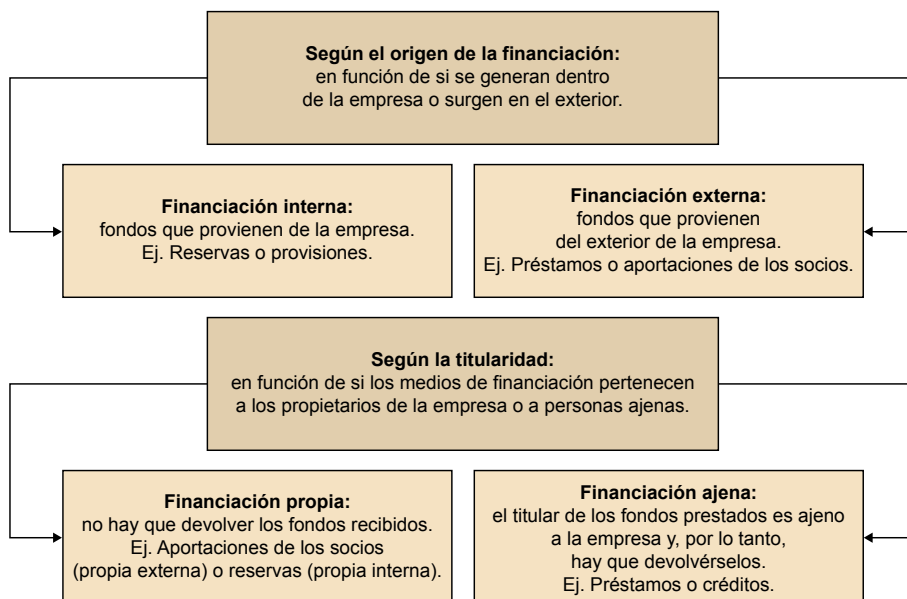 Según el origen de la financiación:
en función de si se generan dentro
de la empresa o surgen en el exterior.
Financiación interna:
fondos que provienen de la empresa.
Ej. Reservas o provisiones.
Financiación externa:
fondos que provienen
del exterior de la empresa.
Ej. Préstamos o aportaciones de los socios.
Según la titularidad:
en función de si los medios de financiación pertenecen
a los propietarios de la empresa o a personas ajenas.
Financiación propia:
no hay que devolver los fondos recibidos.
Ej. Aportaciones de los socios
(propia externa) o reservas (propia interna).
Financiación ajena:
el titular de los fondos prestados es ajeno
a la empresa y, por lo tanto,
hay que devolvérselos.
Ej. Préstamos o créditos.